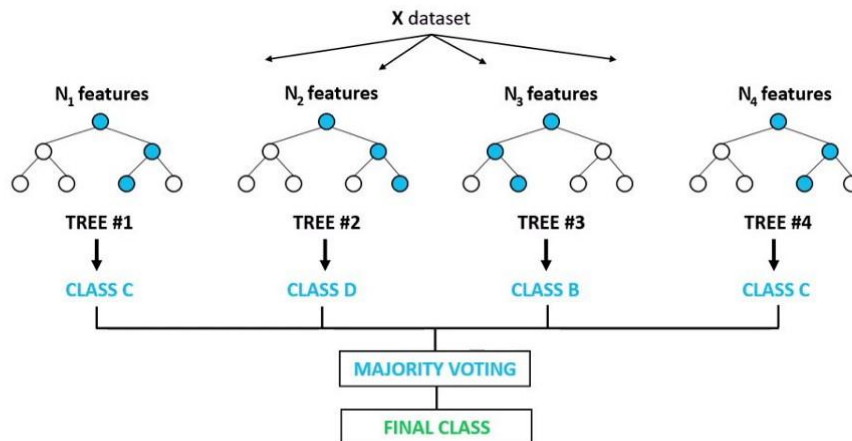 X dataset
N₁ features
N₂ features
N₃ features
N₄ features
TREE #1
TREE #2
TREE #3
TREE #4
CLASS C
CLASS D
CLASS B
CLASS C
MAJORITY VOTING
FINAL CLASS